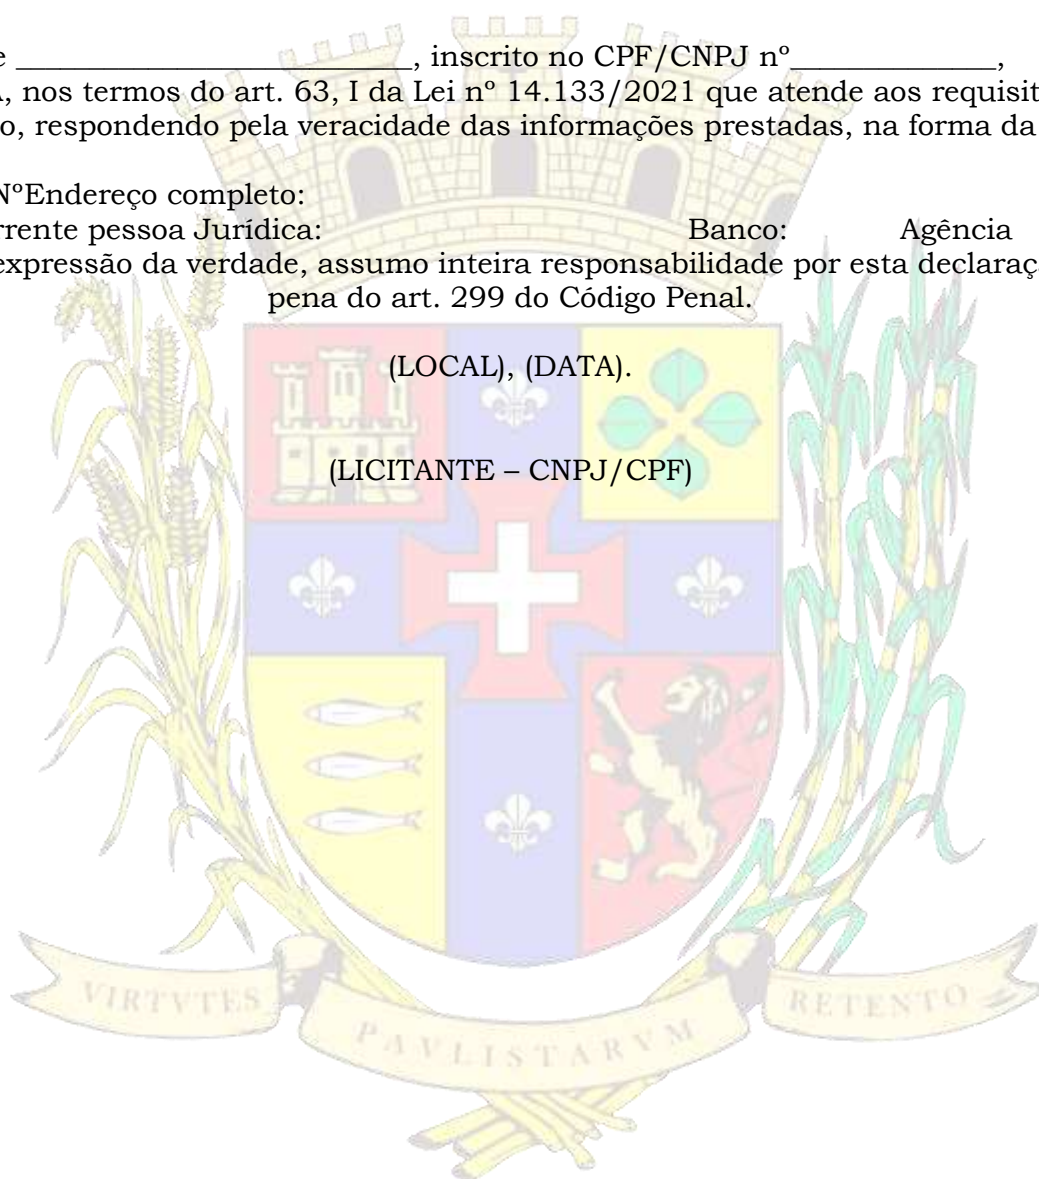 e ___________________________, inscrito no CPF/CNPJ nº______________,
A, nos termos do art. 63, I da Lei nº 14.133/2021 que atende aos requisit
o, respondendo pela veracidade das informações prestadas, na forma da
NºEndereço completo:
rrente pessoa Jurídica: Banco: Agência
expressão da verdade, assumo inteira responsabilidade por esta declaraç
pena do art. 299 do Código Penal.
(LOCAL), (DATA).
(LICITANTE – CNPJ/CPF)
VIRTVTES PAVLISTARVM RETENTO